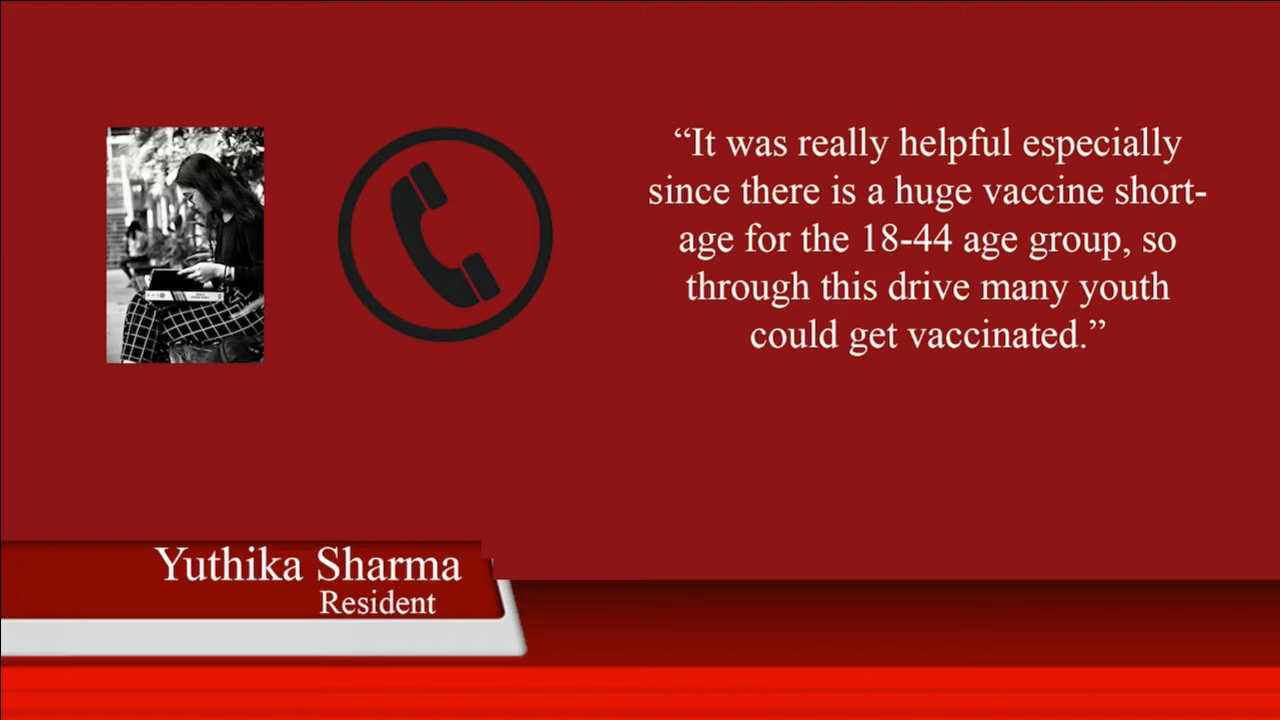 “It was really helpful especially
since there is a huge vaccine short-
age for the 18-44 age group, so
through this drive many youth
could get vaccinated.”
Yuthika Sharma
Resident